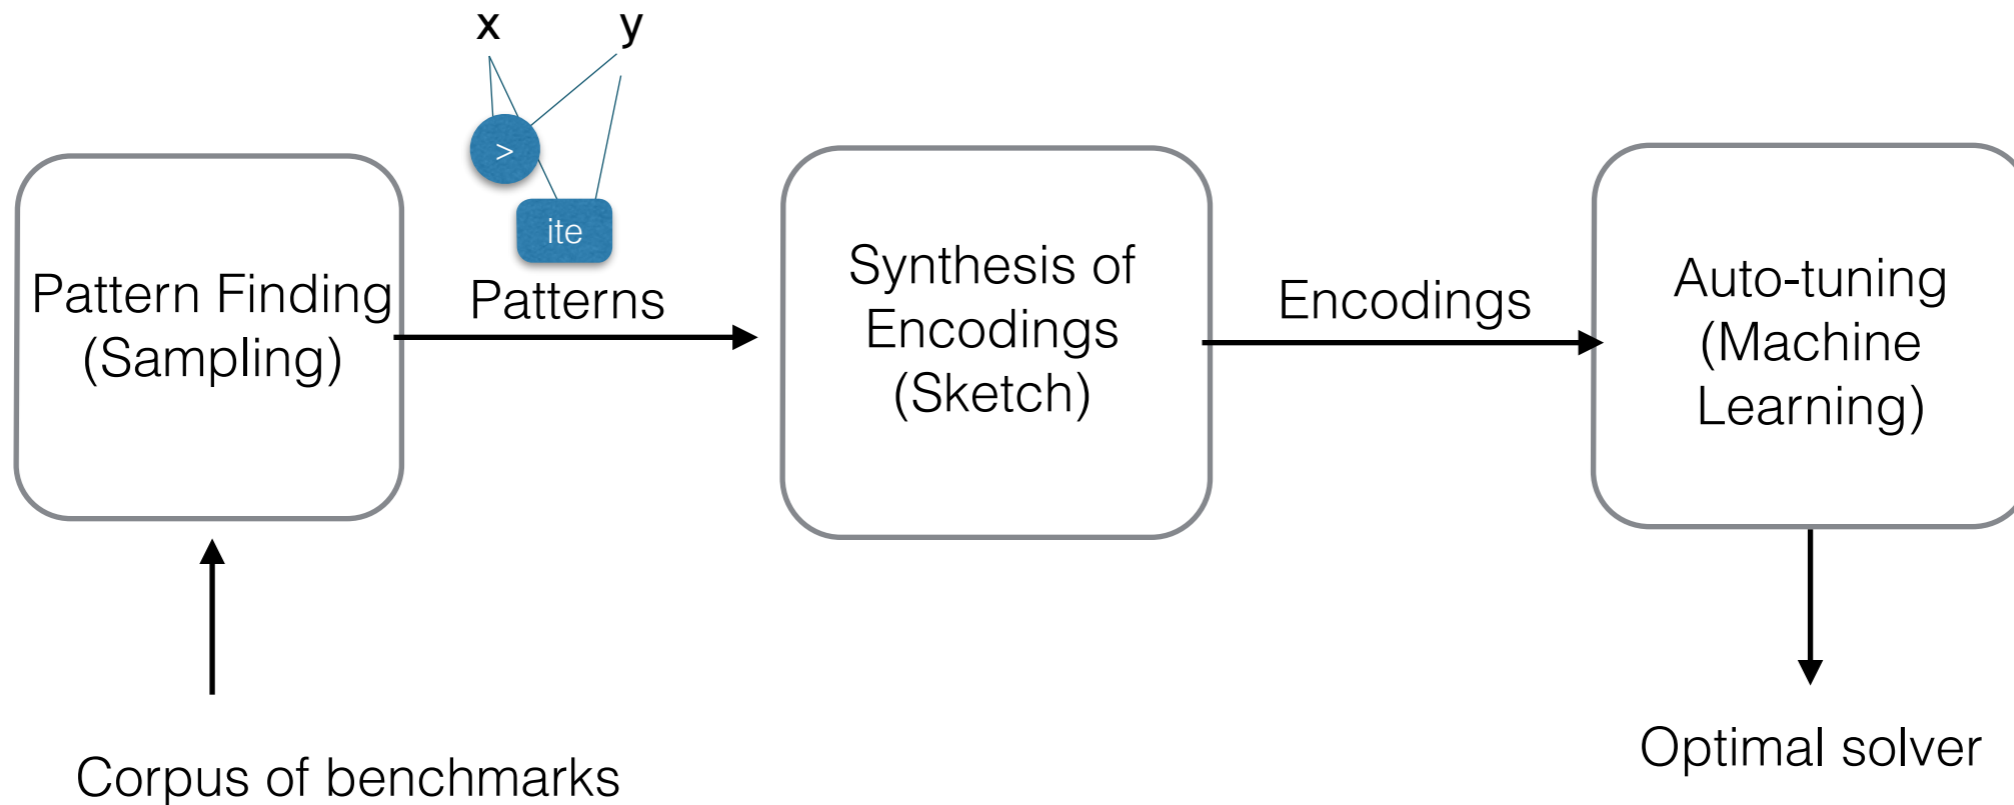 x
y
>
ite
Pattern Finding
(Sampling)
Patterns
Synthesis of
Encodings
(Sketch)
Encodings
Auto-tuning
(Machine
Learning)
Corpus of benchmarks
Optimal solver